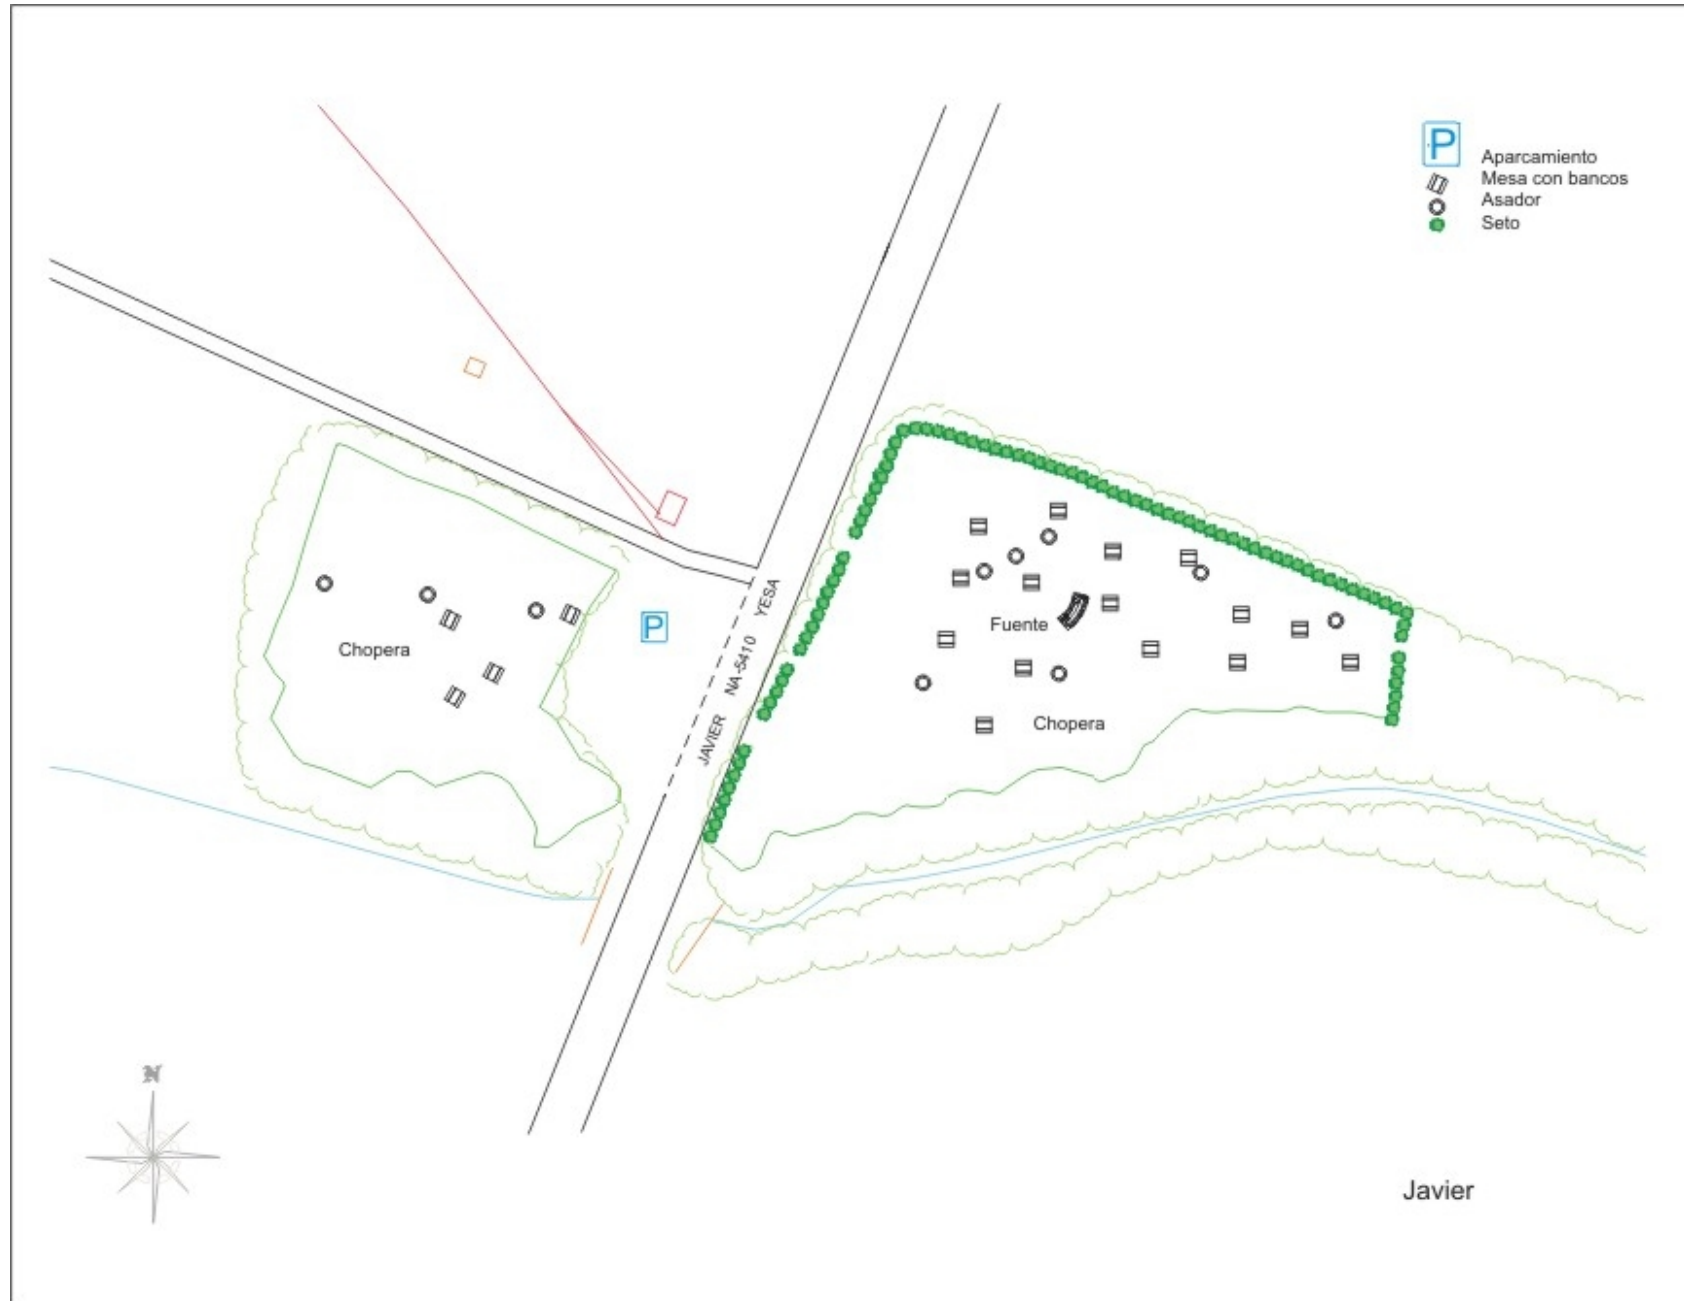 P
Aparcamiento
Mesa con bancos
Asador
Seto
P
Chopera
JAVIER NA-5410 YESA
Fuente
Chopera
N
Javier